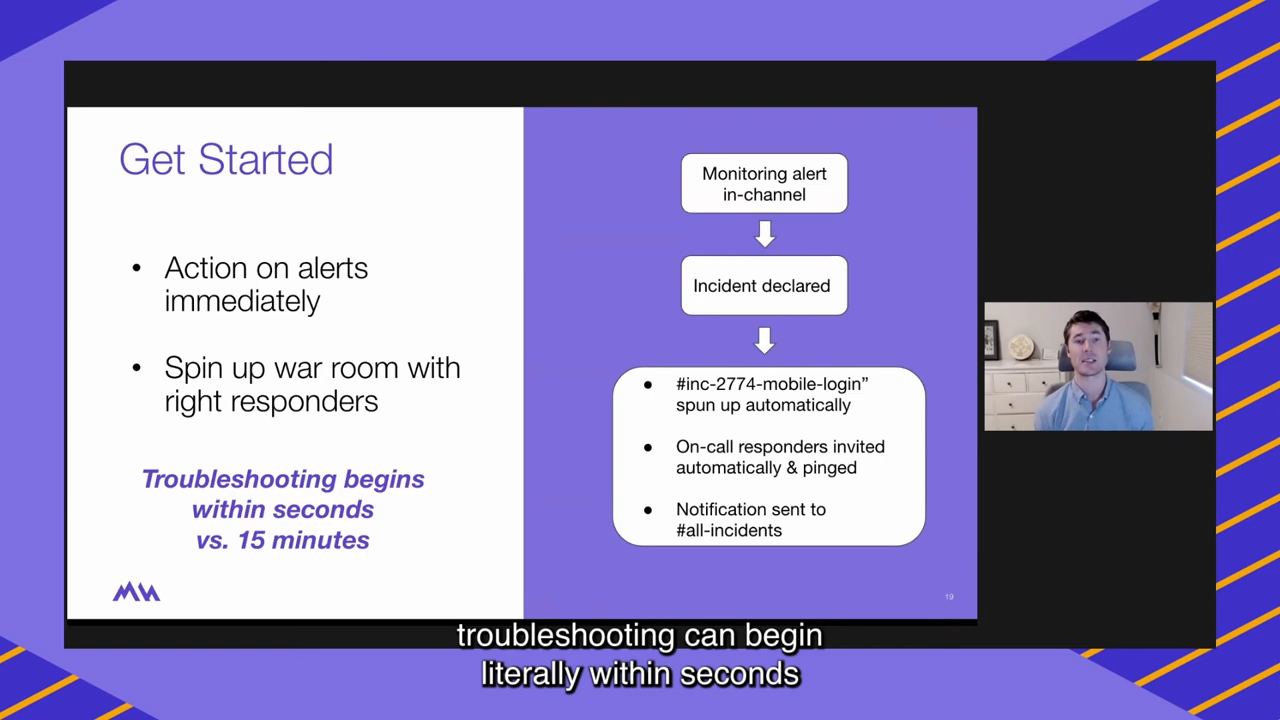 Get Started
• Action on alerts
immediately
• Spin up war room with
right responders
Troubleshooting begins
within seconds
vs. 15 minutes
Monitoring alert
in-channel
Incident declared
● #inc-2774-mobile-login”
spun up automatically
● On-call responders invited
automatically & pinged
● Notification sent to
#all-incidents
19
troubleshooting can begin
literally within seconds